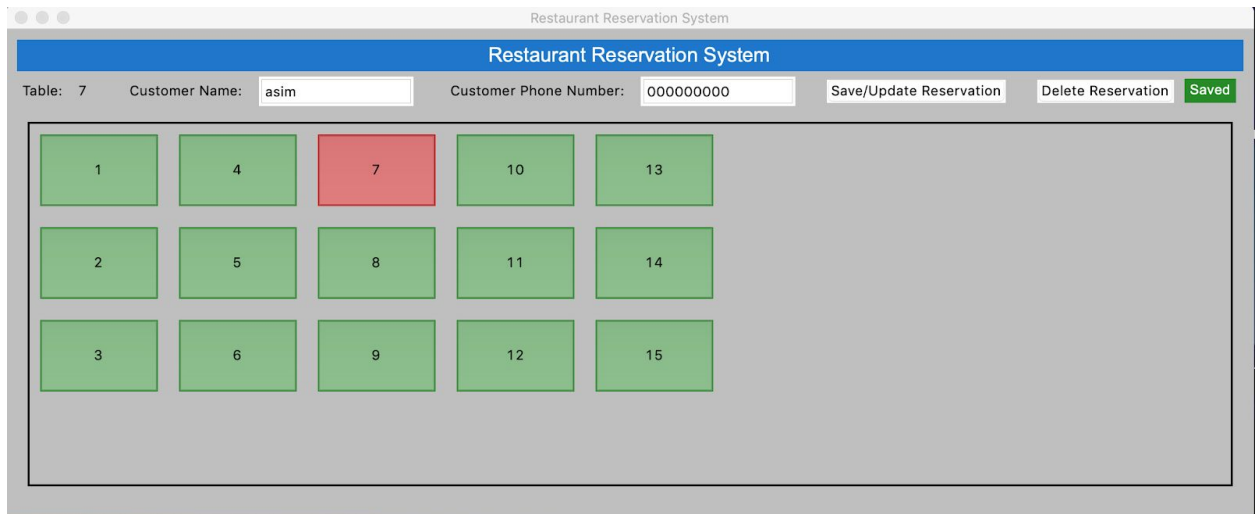 Restaurant Reservation System
Restaurant Reservation System
Table: 7 Customer Name: asim Customer Phone Number: 000000000 Save/Update Reservation Delete Reservation Saved
1 4 7 10 13
2 5 8 11 14
3 6 9 12 15